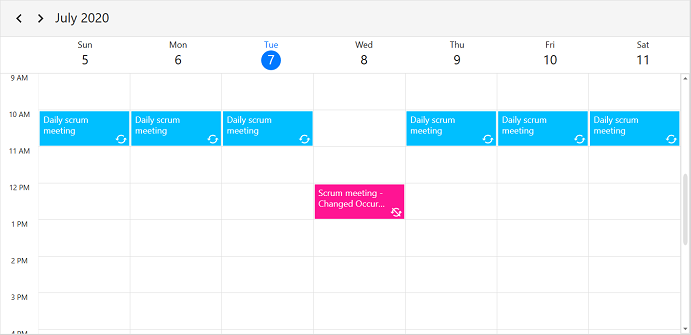 July 2020
Sun Mon Tue Wed Thu Fri Sat
5 6 7 8 9 10 11
9 AM
10 AM
Daily scrum
meeting
Daily scrum
meeting
Daily scrum
meeting
Daily scrum
meeting
Daily scrum
meeting
Daily scrum
meeting
11 AM
12 PM
Scrum meeting -
Changed Occur...
1 PM
2 PM
3 PM
4 PM